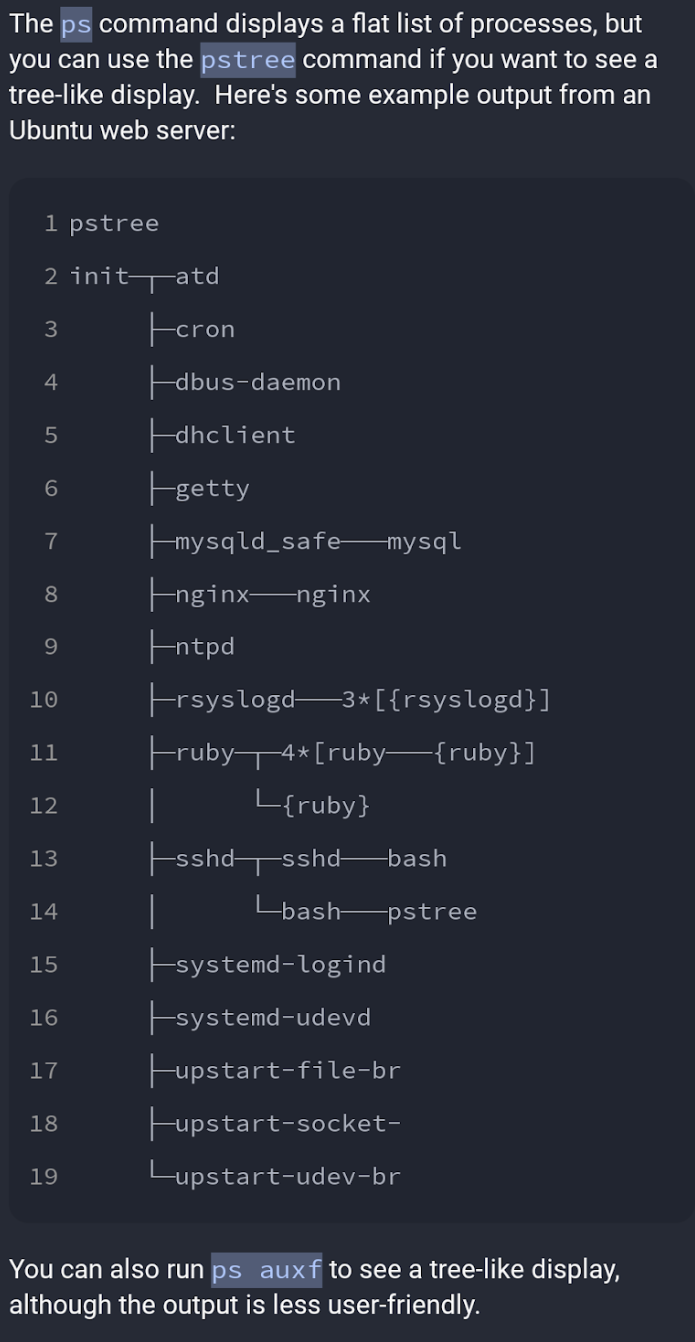 The ps command displays a flat list of processes, but
you can use the pstree command if you want to see a
tree-like display.  Here's some example output from an
Ubuntu web server:
1 pstree
2 init─┬─atd
3      ├─cron
4      ├─dbus-daemon
5      ├─dhclient
6      ├─getty
7      ├─mysqld_safe───mysql
8      ├─nginx───nginx
9      ├─ntpd
10      ├─rsyslogd───3*[{rsyslogd}]
11      ├─ruby─┬─4*[ruby───{ruby}]
12      │      └─{ruby}
13      ├─sshd─┬─sshd───bash
14      │      └─bash───pstree
15      ├─systemd-logind
16      ├─systemd-udevd
17      ├─upstart-file-br
18      ├─upstart-socket-
19      └─upstart-udev-br
You can also run ps auxf to see a tree-like display,
although the output is less user-friendly.